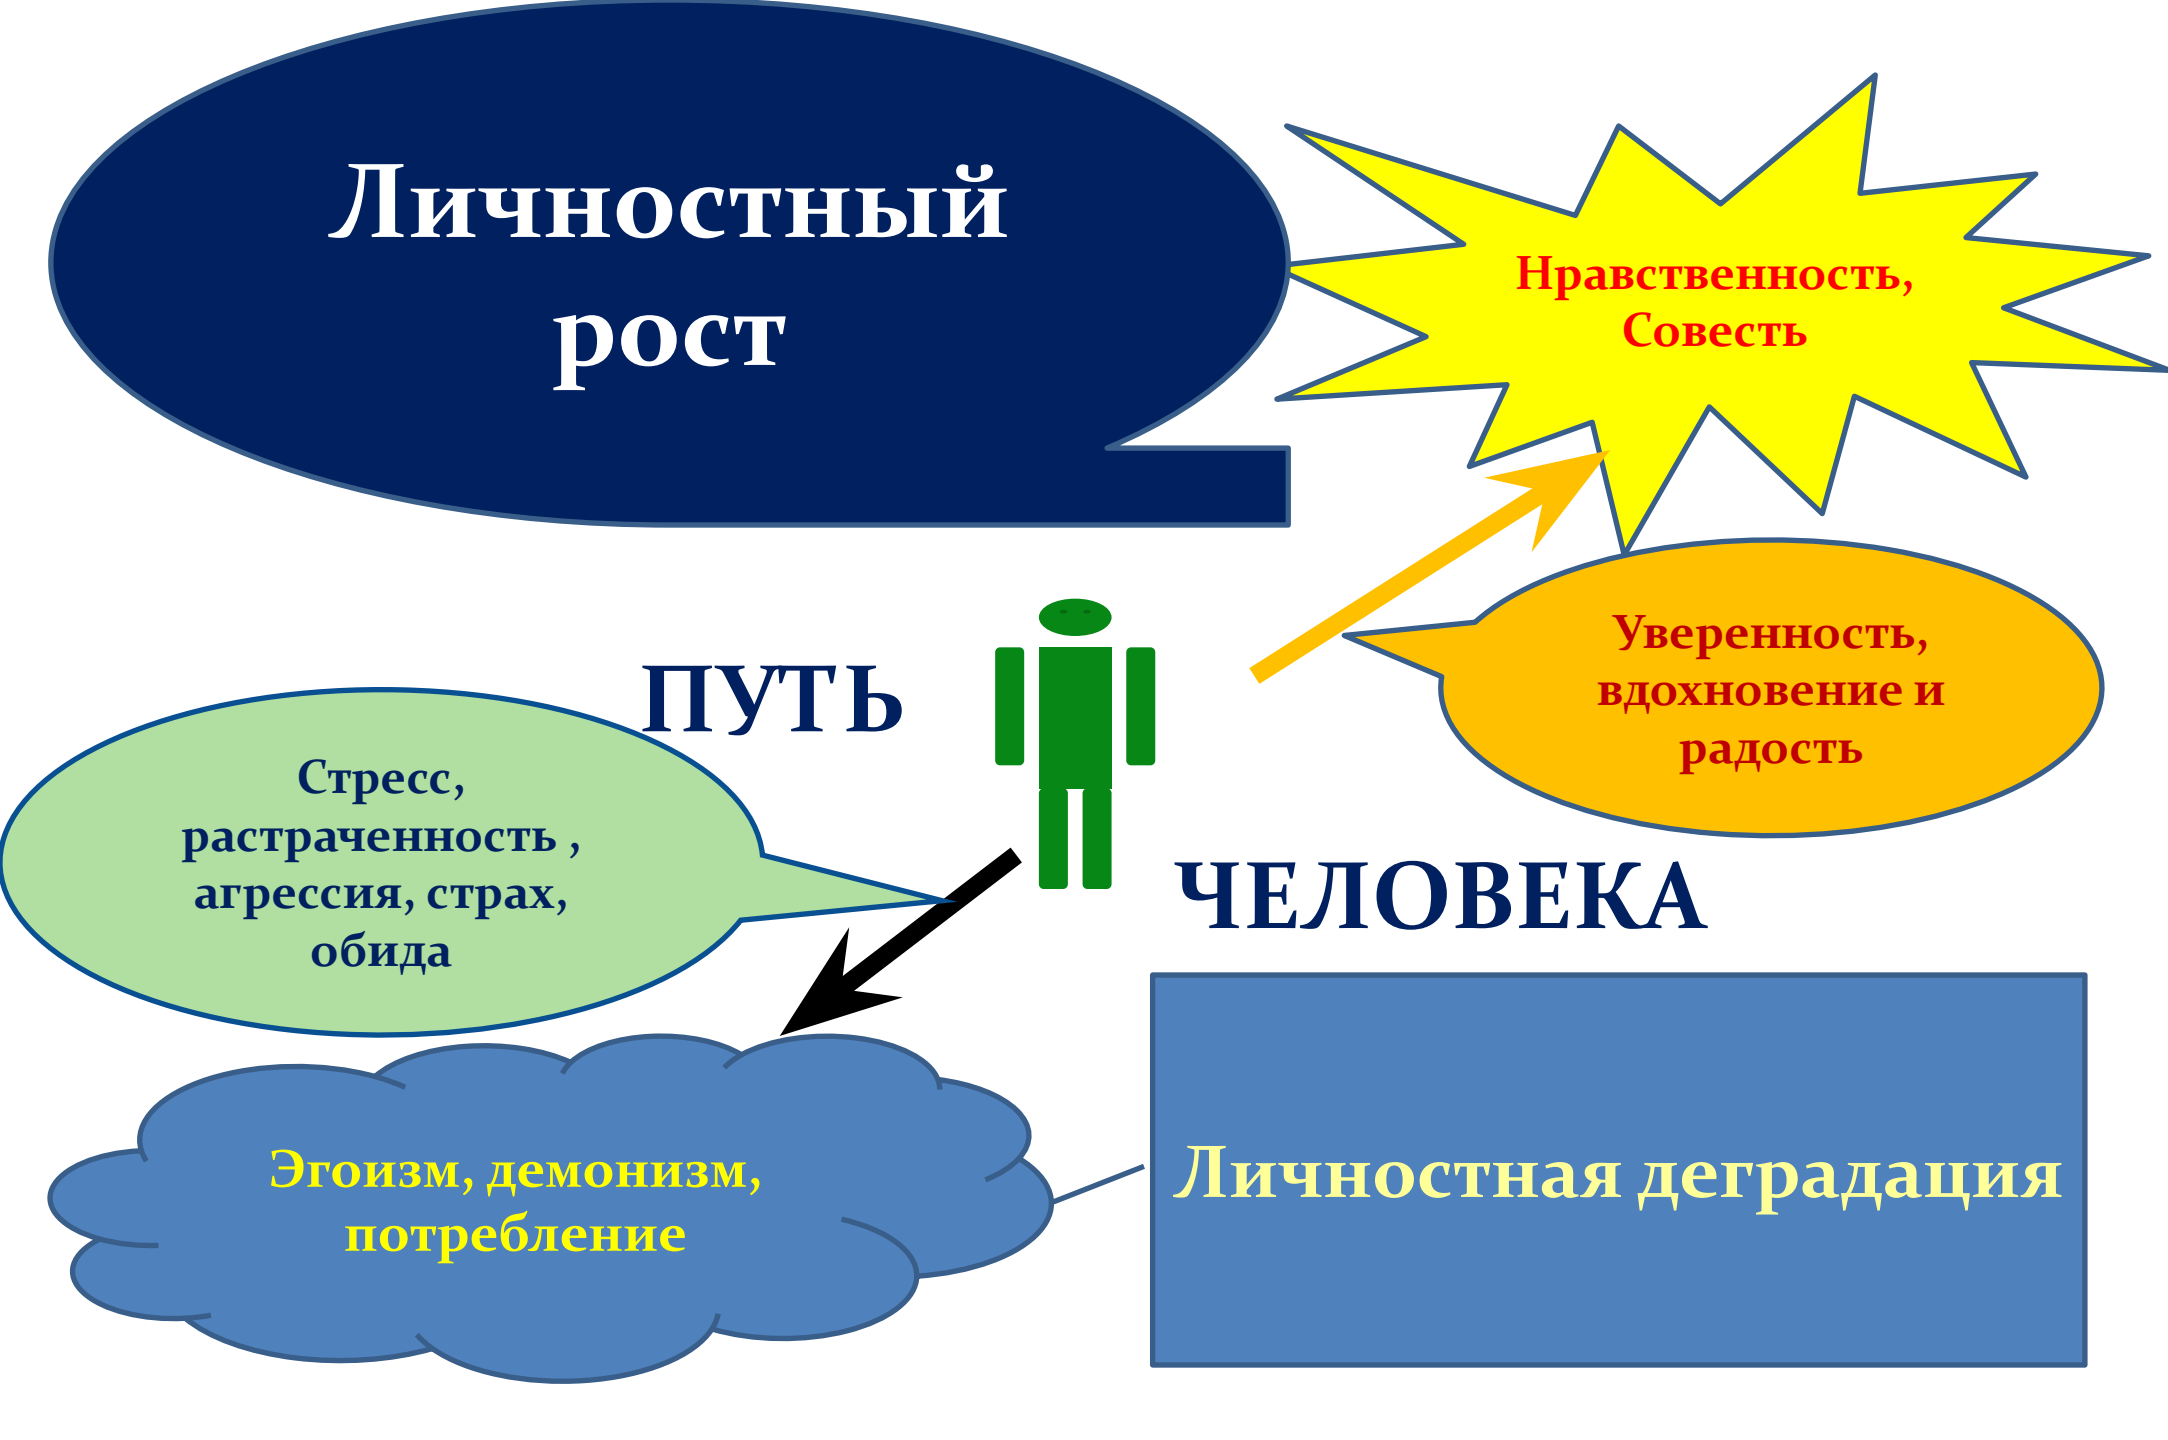 Личностный
рост
Нравственность,
Совесть
Уверенность,
вдохновение и
радость
ПУТЬ
Стресс,
растраченность ,
агрессия, страх,
обида
ЧЕЛОВЕКА
Эгоизм, демонизм,
потребление
Личностная деградация